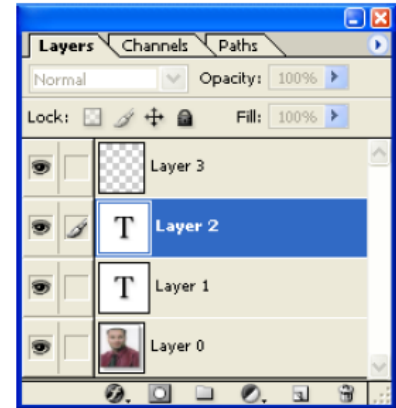 Layers Channels Paths
Normal Opacity: 100%
Lock: Fill: 100%
Layer 3
T Layer 2
T Layer 1
Layer 0